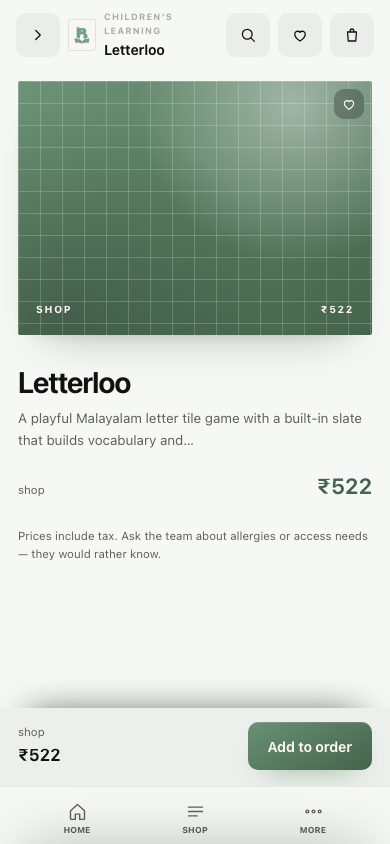 CHILDREN'S
LEARNING
Letterloo
SHOP
₹522
Letterloo
A playful Malayalam letter tile game with a built-in slate
that builds vocabulary and...
shop
₹522
Prices include tax. Ask the team about allergies or access needs
— they would rather know.
shop
₹522
Add to order
HOME
SHOP
MORE